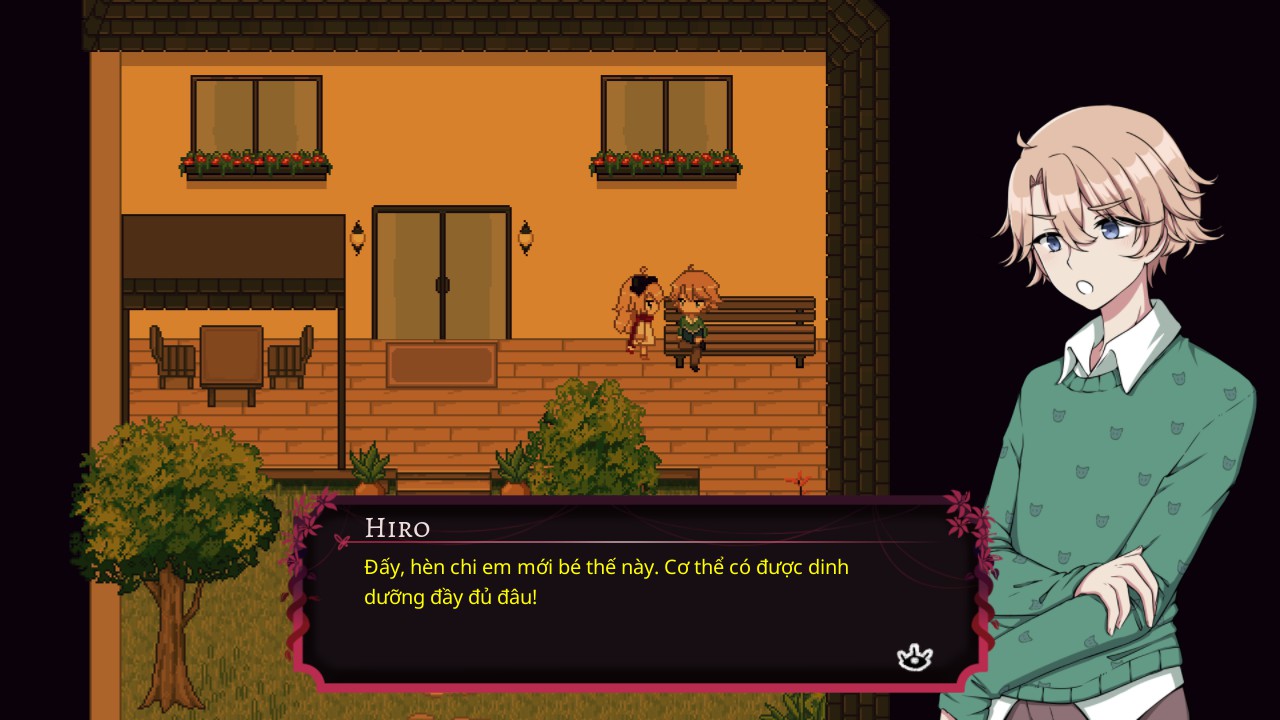 Hiro
Đấy, hèn chi em mới bé thế này. Cơ thể có được dinh
dưỡng đầy đủ đâu!